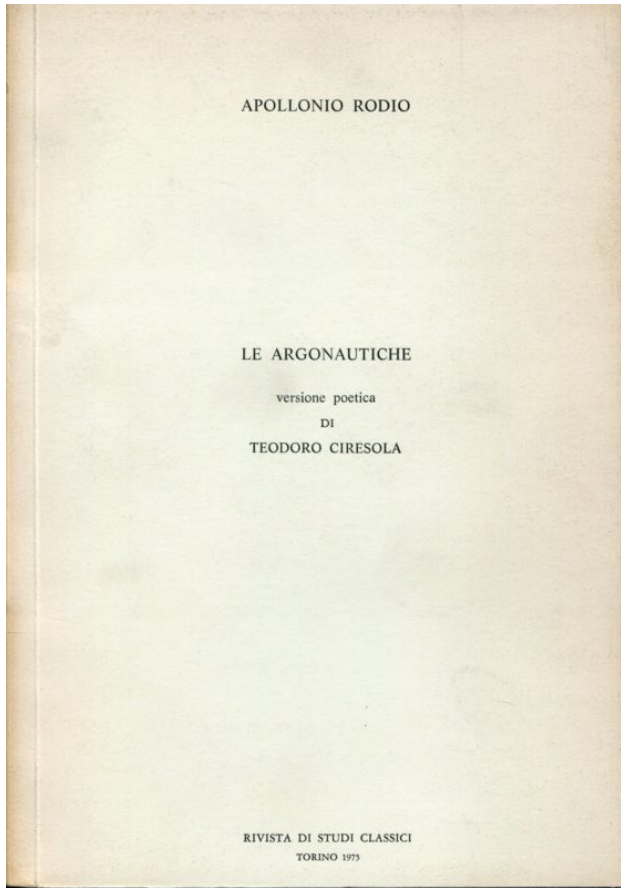 APOLLONIO RODIO
LE ARGONAUTICHE
versione poetica
DI
TEODORO CIRESOLA
RIVISTA DI STUDI CLASSICI
TORINO 1975